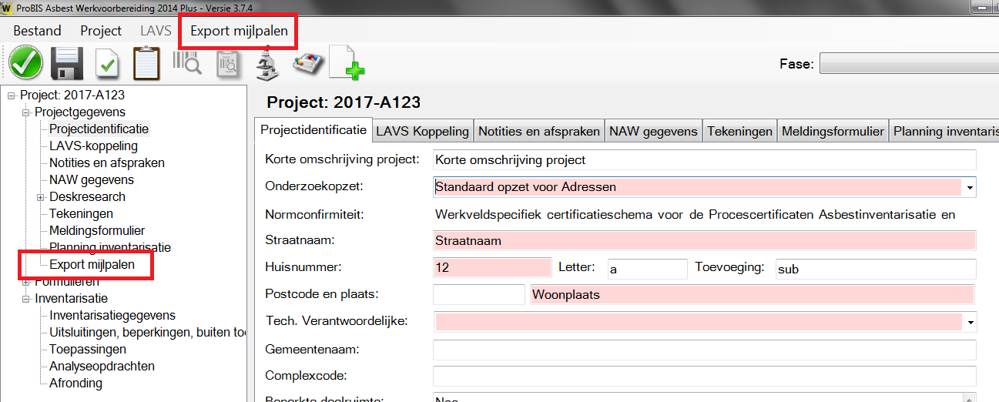 ProBIS Asbest Werkvoorbereiding 2014 Plus - Versie 3.7.4
Bestand Project LAVS Export mijlpalen
Fase:
Project: 2017-A123
Projectgegevens
Projectidentificatie
LAVS-koppeling
Notities en afspraken
NAW gegevens
Deskresearch
Tekeningen
Meldingsformulier
Planning inventarisatie
Export mijlpalen
Formulieren
Inventarisatie
Inventarisatiegegevens
Uitsluitingen, beperkingen, buiten toe
Toepassingen
Analyseopdrachten
Afronding
Project: 2017-A123
Projectidentificatie LAVS Koppeling Notities en afspraken NAW gegevens Tekeningen Meldingsformulier Planning inventaris
Korte omschrijving project: Korte omschrijving project
Onderzoekopzet: Standaard opzet voor Adressen
Normconfirmiteit: Werkveldspecifiek certificatieschema voor de Procescertificaten Asbestinventarisatie en
Straatnaam: Straatnaam
Huisnummer: 12 Letter: a Toevoeging: sub
Postcode en plaats: Woonplaats
Tech. Verantwoordelijke:
Gemeentenaam:
Complexcode:
Beperkte deelruimte: Nee